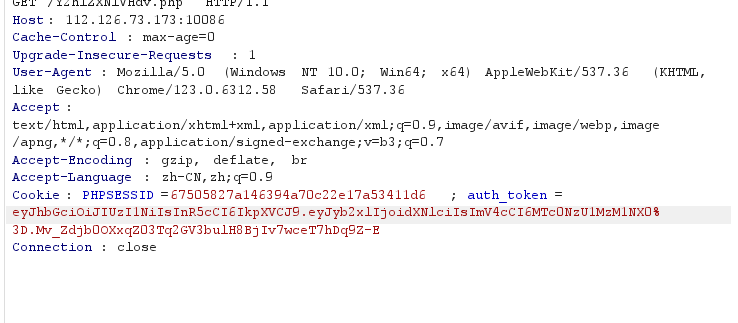 GET /YZhlZXNlVHdv.php HTTP/1.1
Host : 112.126.73.173:10086
Cache-Control : max-age=0
Upgrade-Insecure-Requests : 1
User-Agent : Mozilla/5.0 (Windows NT 10.0; Win64; x64) AppleWebKit/537.36 (KHTML,
like Gecko) Chrome/123.0.6312.58 Safari/537.36
Accept :
text/html,application/xhtml+xml,application/xml;q=0.9,image/avif,image/webp,image
/apng,*/*;q=0.8,application/signed-exchange;v=b3;q=0.7
Accept-Encoding : gzip, deflate, br
Accept-Language : zh-CN,zh;q=0.9
Cookie : PHPSESSID =67505827a146394a70c22e17a53411d6 ; auth_token =
eyJhbGciOiJIUzI1NiIsInR5cCI6IkpXVCJ9.eyJyb2xlIjoidXNlciIsImV4cCI6MTc0NzU1MzM1NX0%
3D.Mv_Zdjb0OXxqZ03Tq2GV3bulH8BjIv7wceT7hDq9Z-E
Connection : close